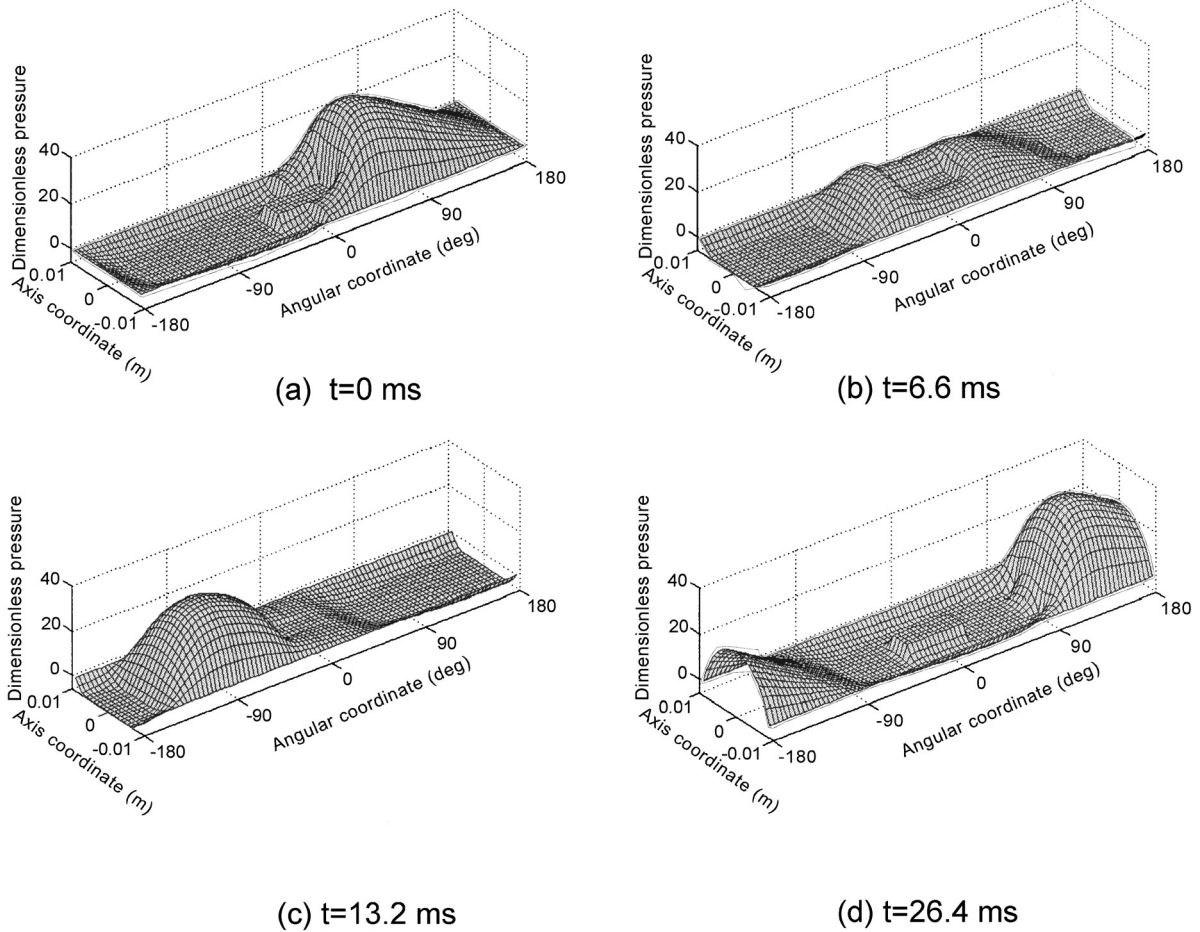 Dimensionless pressure
40
20
0
0.01
0
-0.01
Axis coordinate (m)
-180
-90
0
90
180
Angular coordinate (deg)
(a) t=0 ms
Dimensionless pressure
40
20
0
0.01
0
-0.01
Axis coordinate (m)
-180
-90
0
90
180
Angular coordinate (deg)
(b) t=6.6 ms
Dimensionless pressure
40
20
0
0.01
0
-0.01
Axis coordinate (m)
-180
-90
0
90
180
Angular coordinate (deg)
(c) t=13.2 ms
Dimensionless pressure
40
20
0
0.01
0
-0.01
Axis coordinate (m)
-180
-90
0
90
180
Angular coordinate (deg)
(d) t=26.4 ms